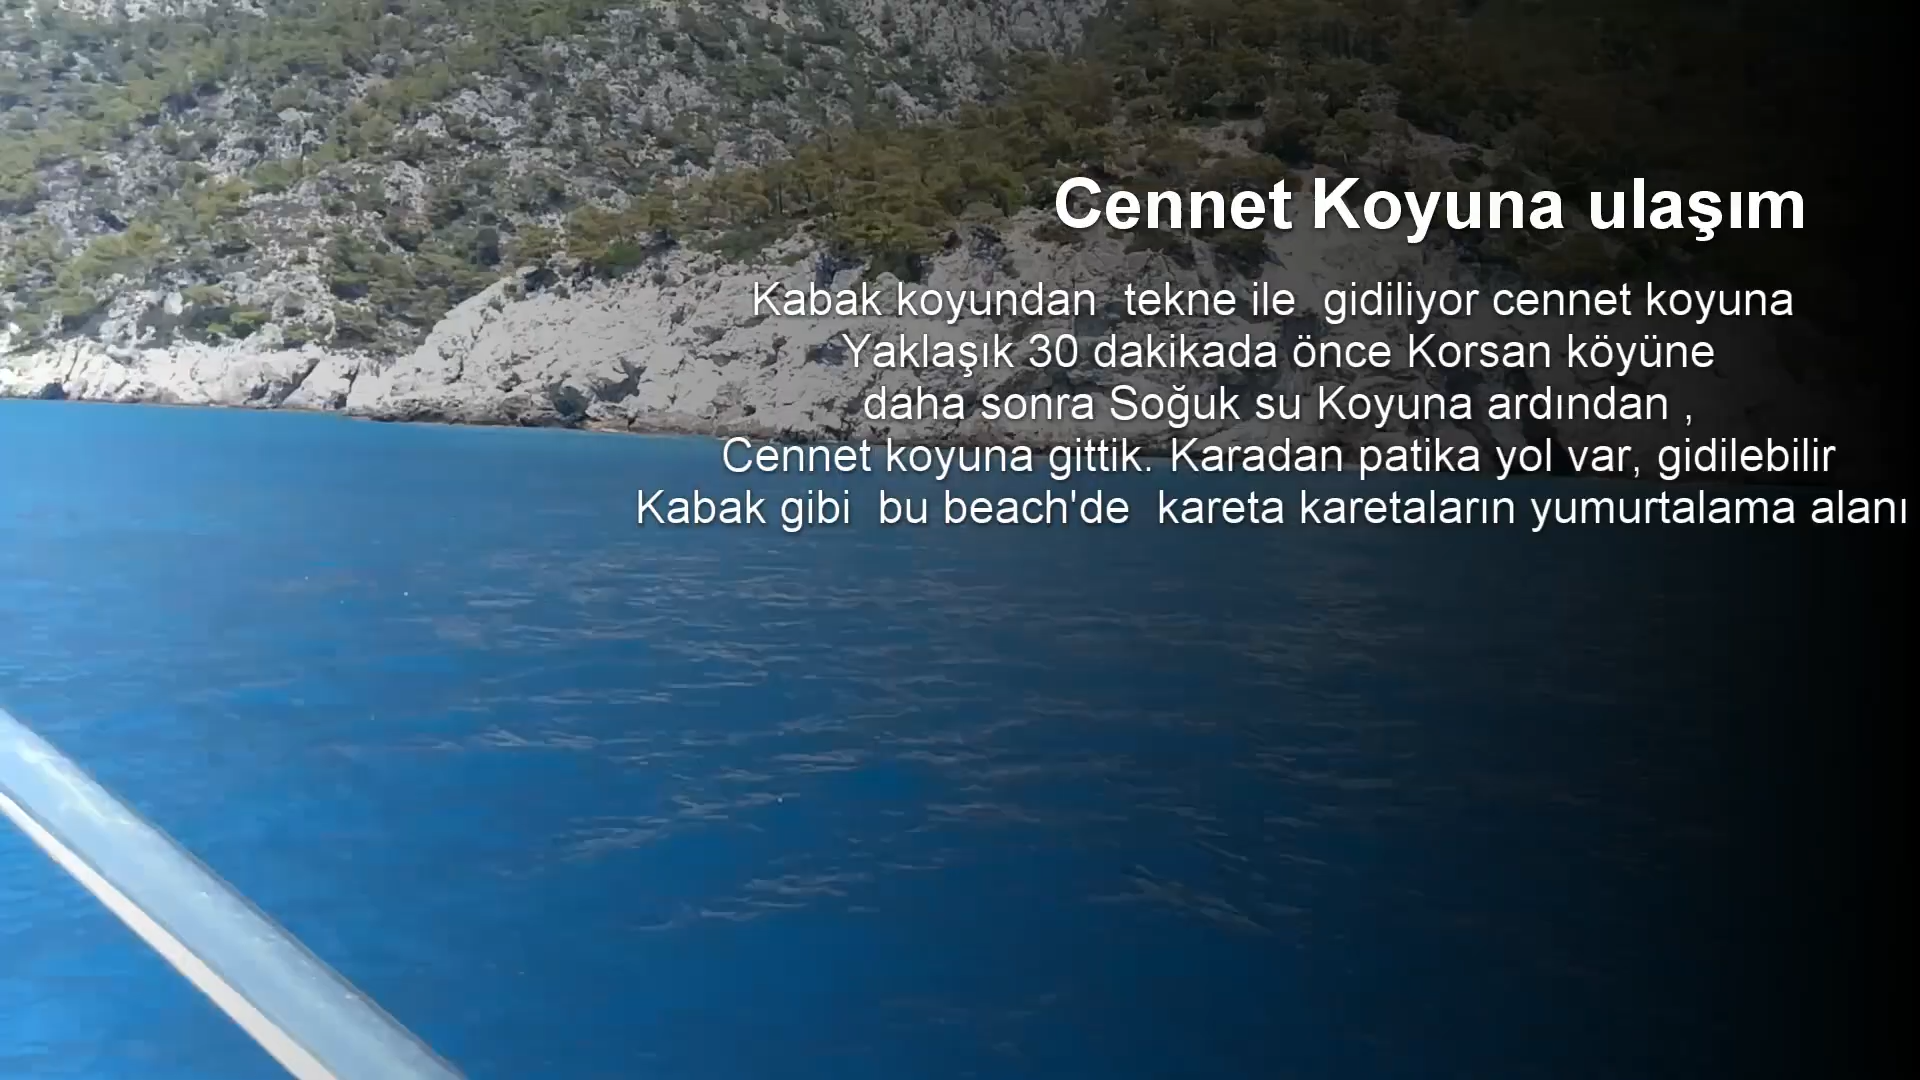 Cennet Koyuna ulaşım
Kabak koyundan tekne ile gidiliyor cennet koyuna
Yaklaşık 30 dakikada önce Korsan köyüne
daha sonra Soğuk su Koyuna ardından ,
Cennet koyuna gittik. Karadan patika yol var, gidilebilir
Kabak gibi bu beach'de kareta karetaların yumurtalama alanı